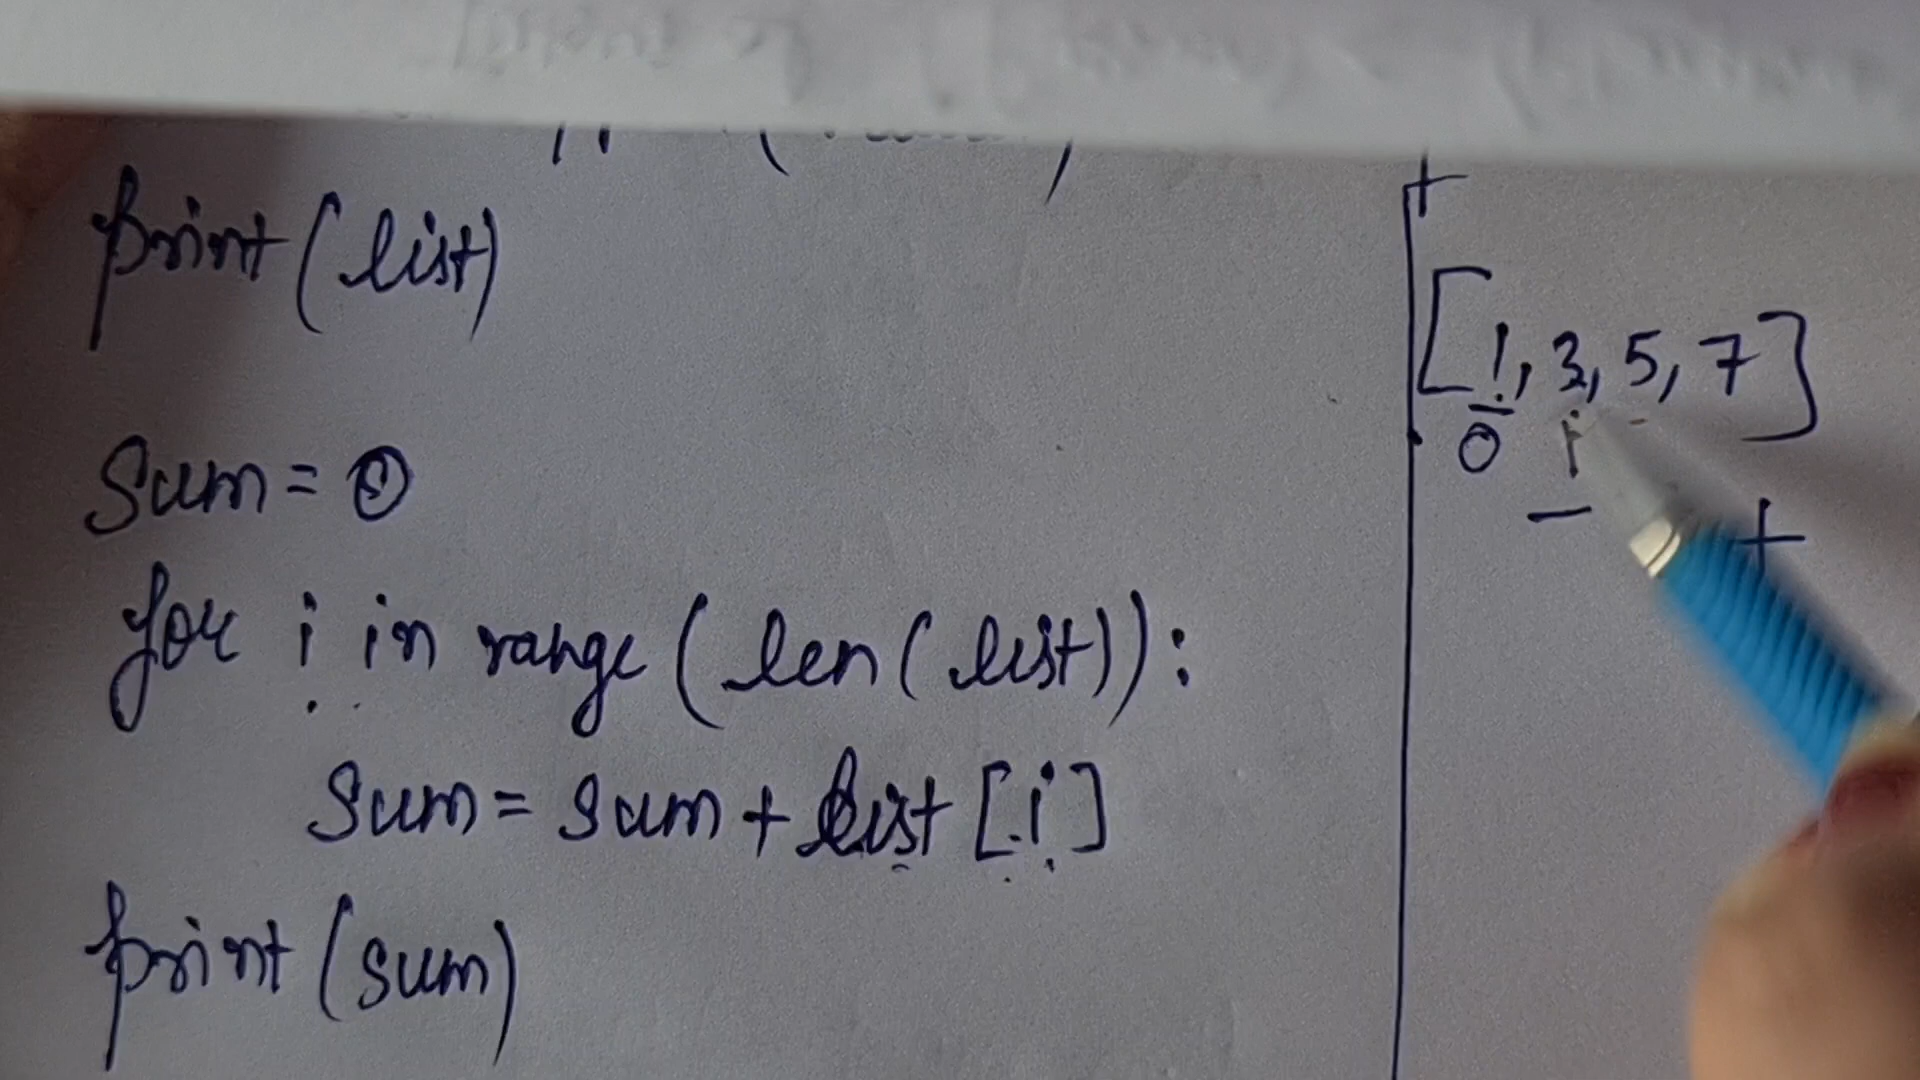 print(list)
sum = 0
for i in range(len(list)):
sum = sum + list[i]
print(sum)
[1, 3, 5, 7]
0 1